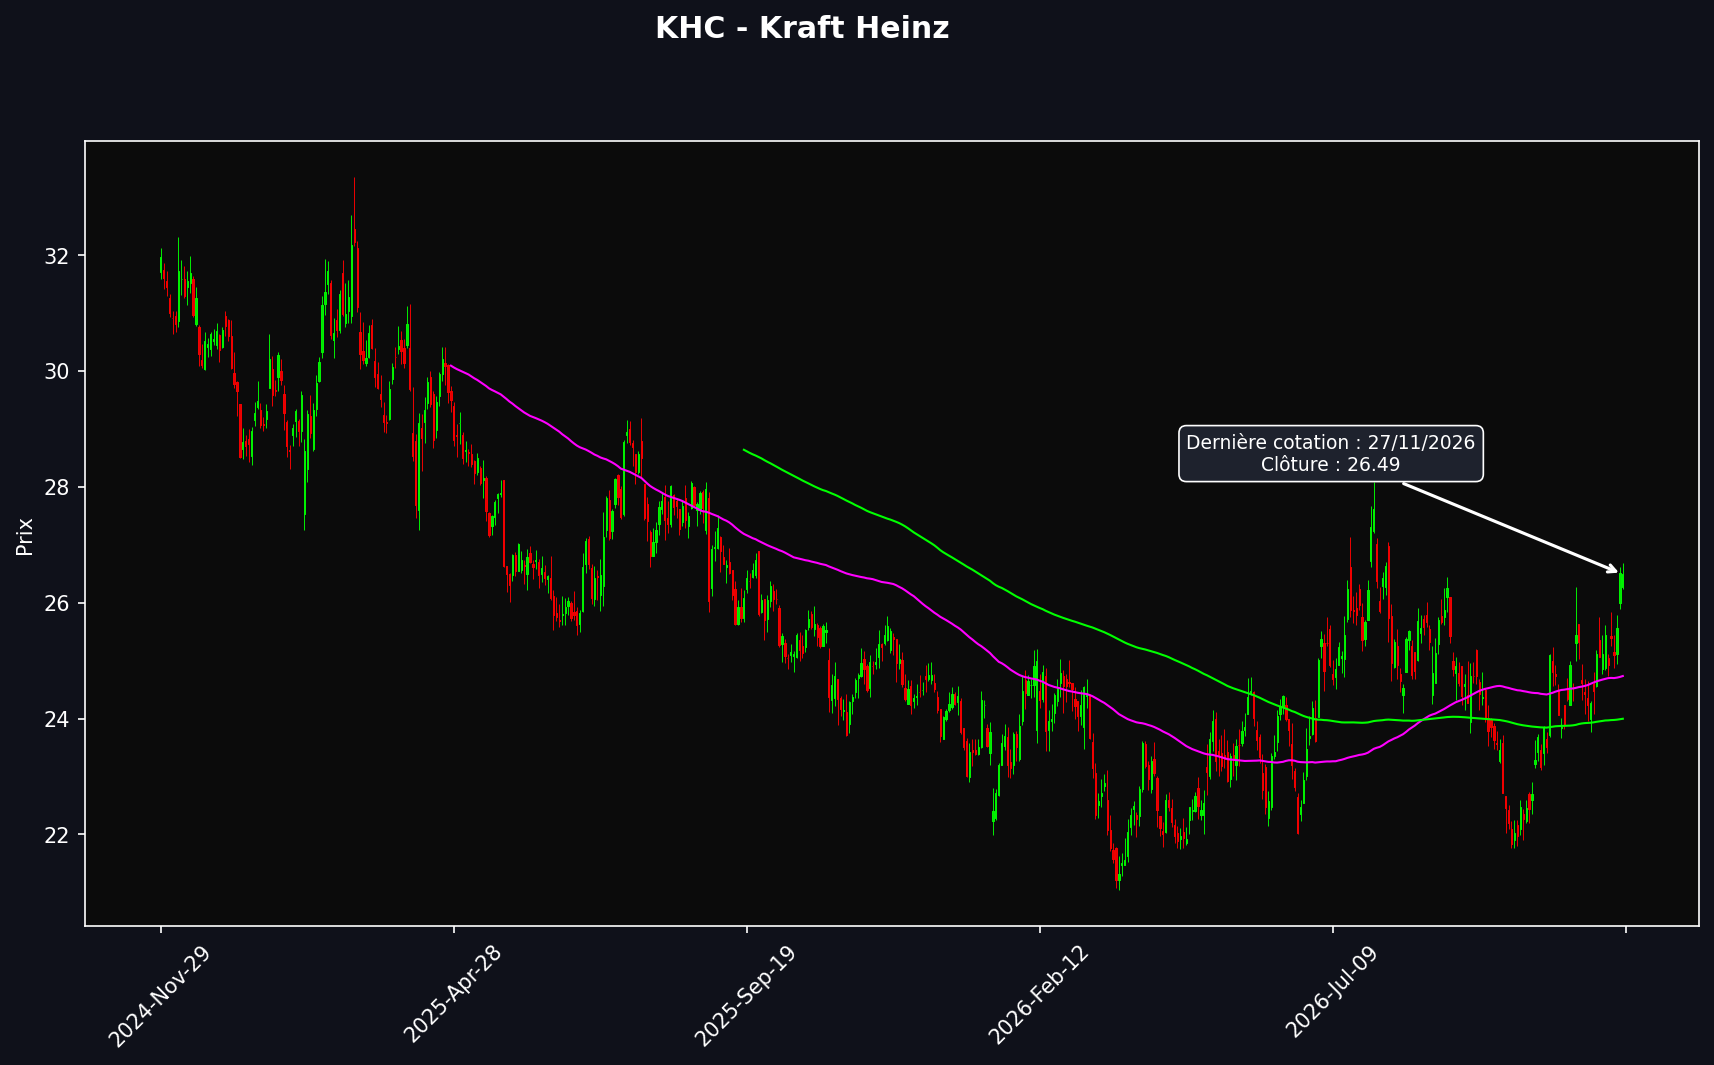 KHC - Kraft Heinz
Prix
32
30
28
26
24
22
Dernière cotation : 27/11/2026
Clôture : 26.49
2024-Nov-29
2025-Apr-28
2025-Sep-19
2026-Feb-12
2026-Jul-09